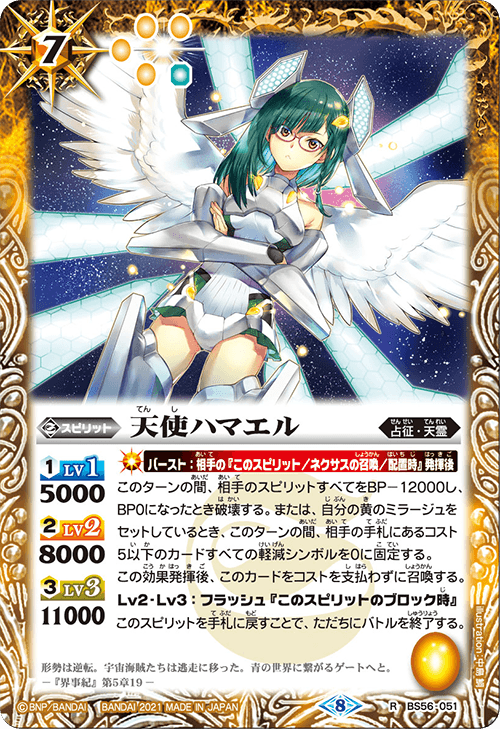 7
スピリット
天使ハマエル
てん し
占征・天霊
せんせい てんれい
バースト：相手の『このスピリット／ネクサスの召喚／配置時』発揮後
1 LV1
5000
2 LV2
8000
3 LV3
11000
このターンの間、相手のスピリットすべてをBP－12000し、
BP0になったとき破壊する。または、自分の黄のミラージュを
セットしているとき、このターンの間、相手の手札にあるコスト
5以下のカードすべての軽減シンボルを0に固定する。
この効果発揮後、このカードをコストを支払わずに召喚する。
Lv2・Lv3：フラッシュ『このスピリットのブロック時』
このスピリットを手札に戻すことで、ただちにバトルを終了する。
形勢は逆転。宇宙海賊たちは逃走に移った。青の世界に繋がるゲートへと。
－『界事紀』第5章19－
©BNP/BANDAI BANDAI 2021 MADE IN JAPAN
8
R BS56-051